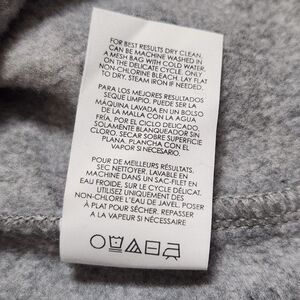 FOR BEST RESULTS DRY CLEAN,
CAN BE MACHINE WASHED IN
A MESH BAG WITH COLD WATER,
ON THE DELICATE CYCLE. ONLY
NON-CHLORINE BLEACH. LAY FLAT
TO DRY, STEAM IRON IF NEEDED.
PARA LOS MEJORES RESULTADOS
SEQUE LIMPIO. PUEDE SER LA
MÁQUINA LAVADA EN UN BOLSO
DE LA MALLA CON LA AGUA
FRÍA, POR EL CICLO DELICADO.
SOLAMENTE BLANQUEADOR SIN
CLORO. SECAR SOBRE SUPERFICIE
PLANA. PLANCHA CON EL
VAPOR SI NECESARIO.
POUR DE MEILLEURS RÉSULTATS,
SEC NETTOYER. LAVABLE EN
MACHINE DANS UN SAC-FILET EN
EAU FROIDE, SUR LE CYCLE DÉLICAT.
UTILISEZ UNIQUEMENT DES
NON-CHLORE L'EAU DE JAVEL. POSER
À PLAT POUR SÉCHER. REPASSER
A LA VAPEUR SI NÉCESSAIRE